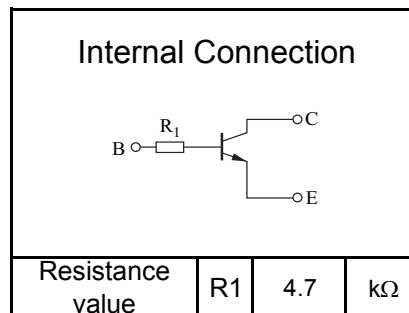 Internal Connection
R1
C
B
E
Resistance
value
R1
4.7
kΩ